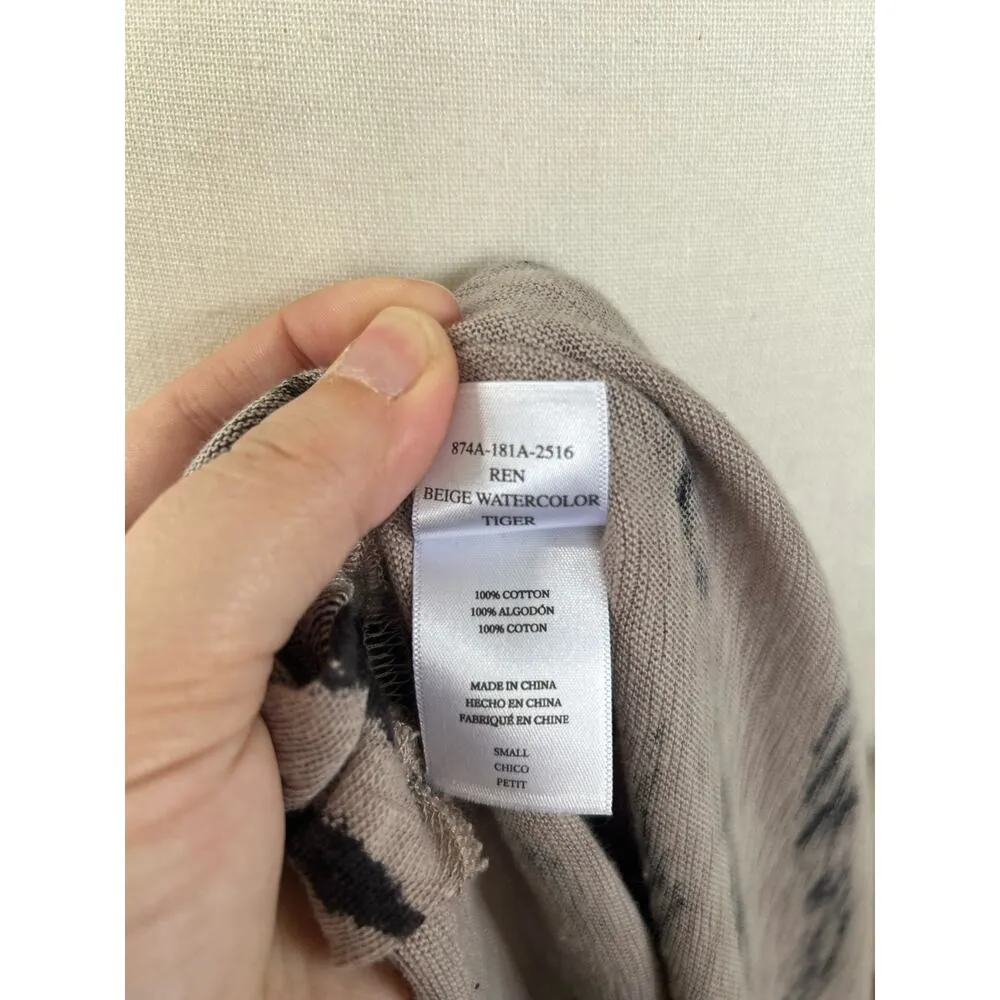 874A-181A-2516
REN
BEIGE WATERCOLOR
TIGER
100% COTTON
100% ALGODÓN
100% COTON
MADE IN CHINA
HECHO EN CHINA
FABRIQUÉ EN CHINE
SMALL
CHICO
PETIT